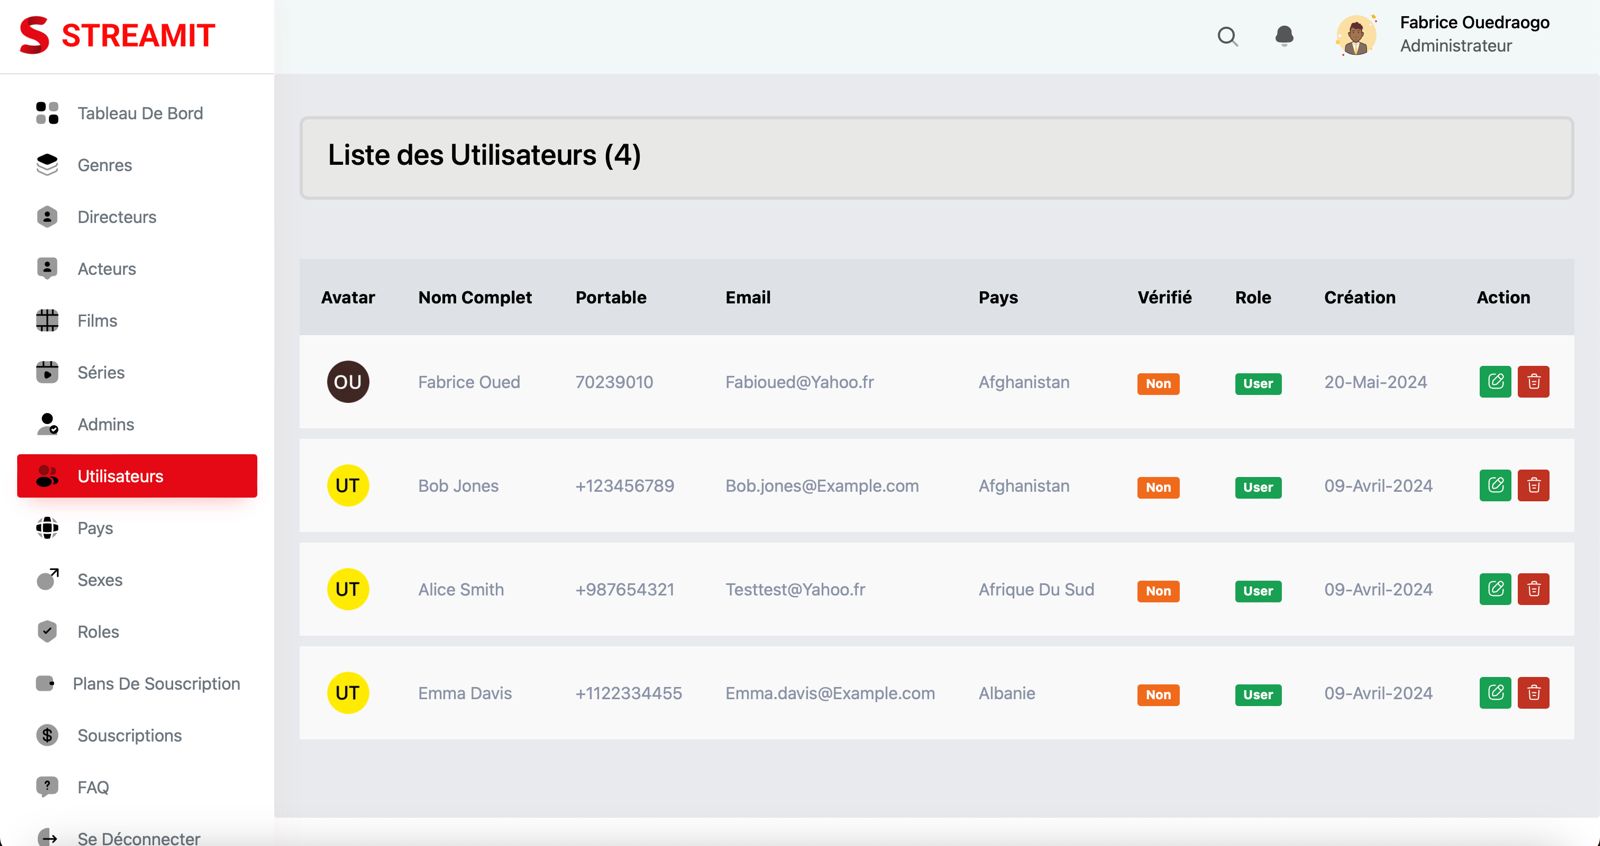 STREAMIT
Fabrice Ouedraogo
Administrateur
Tableau De Bord
Genres
Directeurs
Acteurs
Films
Séries
Admins
Utilisateurs
Pays
Sexes
Roles
Plans De Souscription
Souscriptions
FAQ
Se Déconnecter
Liste des Utilisateurs (4)
Avatar Nom Complet Portable Email Pays Vérifié Role Création Action
OU Fabrice Oued 70239010 Fabioued@Yahoo.fr Afghanistan Non User 20-Mai-2024
UT Bob Jones +123456789 Bob.jones@Example.com Afghanistan Non User 09-Avril-2024
UT Alice Smith +987654321 Testtest@Yahoo.fr Afrique Du Sud Non User 09-Avril-2024
UT Emma Davis +1122334455 Emma.davis@Example.com Albanie Non User 09-Avril-2024